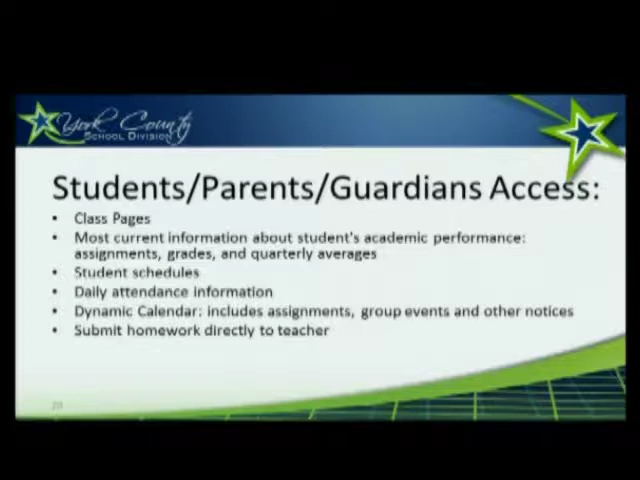 York County
SCHOOL DIVISION
Students/Parents/Guardians Access:
• Class Pages
• Most current information about student's academic performance:
assignments, grades, and quarterly averages
• Student schedules
• Daily attendance information
• Dynamic Calendar: includes assignments, group events and other notices
• Submit homework directly to teacher